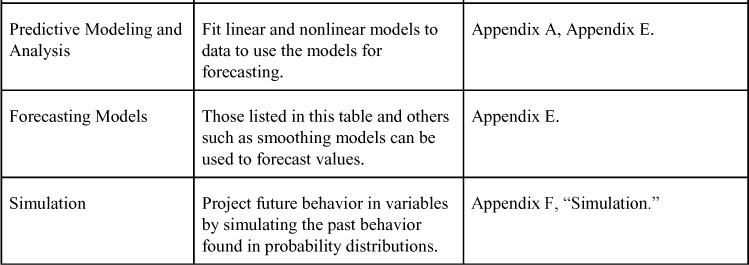 Predictive Modeling and
Analysis
Fit linear and nonlinear models to
data to use the models for
forecasting.
Appendix A, Appendix E.
Forecasting Models
Those listed in this table and others
such as smoothing models can be
used to forecast values.
Appendix E.
Simulation
Project future behavior in variables
by simulating the past behavior
found in probability distributions.
Appendix F, “Simulation.”